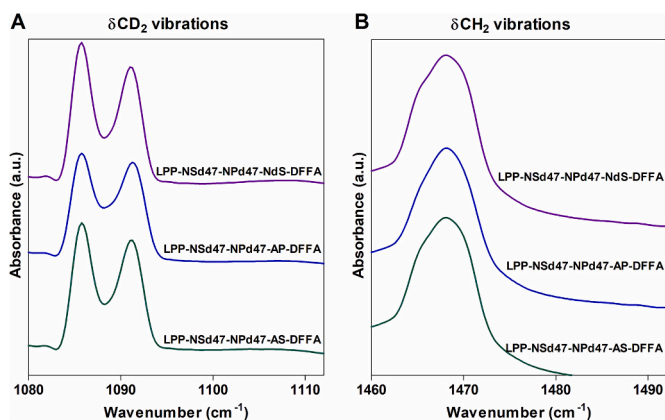 A
δCD₂ vibrations
Absorbance (a.u.)
LPP-NSd47-NPd47-NdS-DFFA
LPP-NSd47-NPd47-AP-DFFA
LPP-NSd47-NPd47-AS-DFFA
1080 1090 1100 1110
Wavenumber (cm⁻¹)
B
δCH₂ vibrations
Absorbance (a.u.)
LPP-NSd47-NPd47-NdS-DFFA
LPP-NSd47-NPd47-AP-DFFA
LPP-NSd47-NPd47-AS-DFFA
1460 1470 1480 1490
Wavenumber (cm⁻¹)